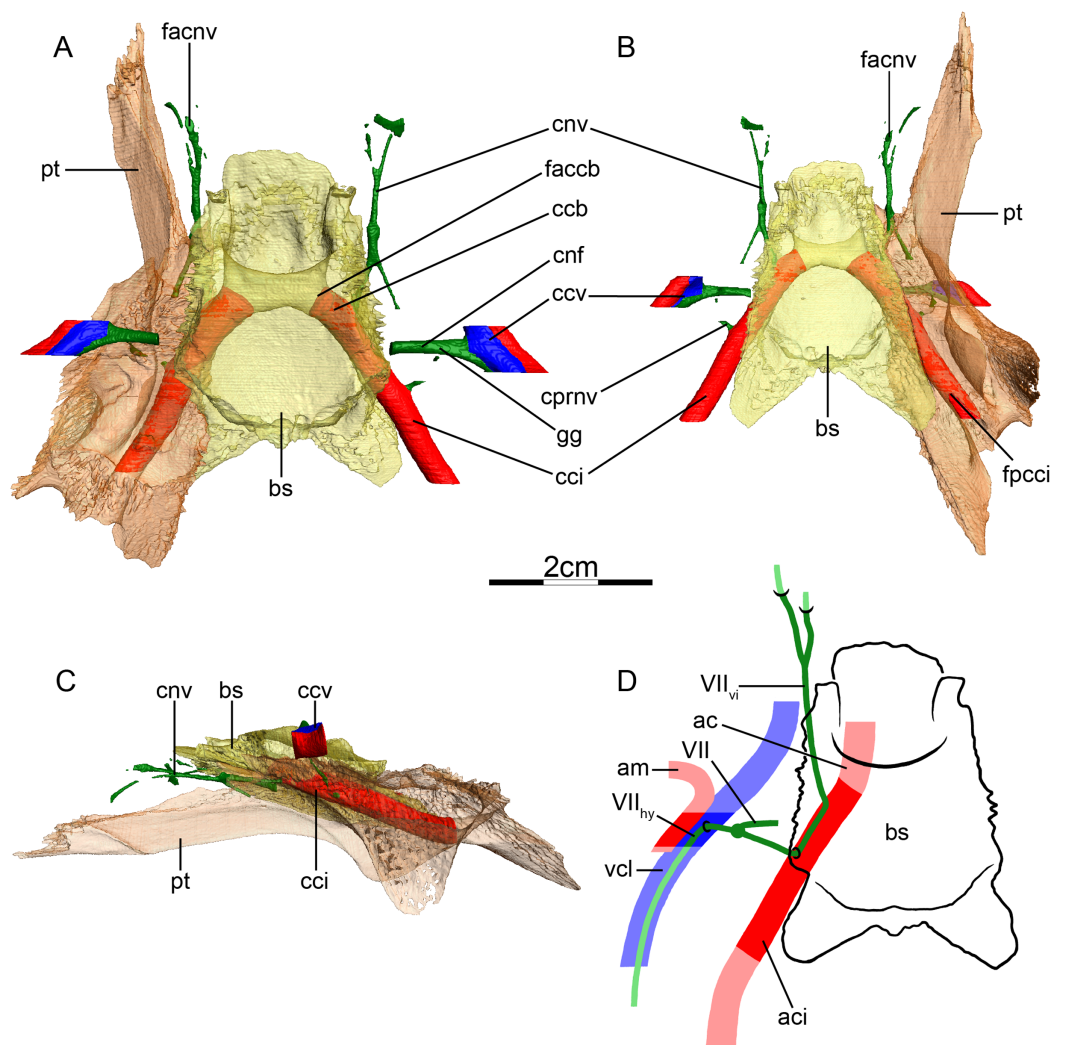 A
facnv
pt
bs
cnv
faccb
ccb
cnf
ccv
cprnv
gg
cci
B
facnv
pt
bs
fpcci
2cm
C
cnv
bs
ccv
pt
cci
D
VIIvi
ac
VII
am
VIIhy
vcl
bs
aci